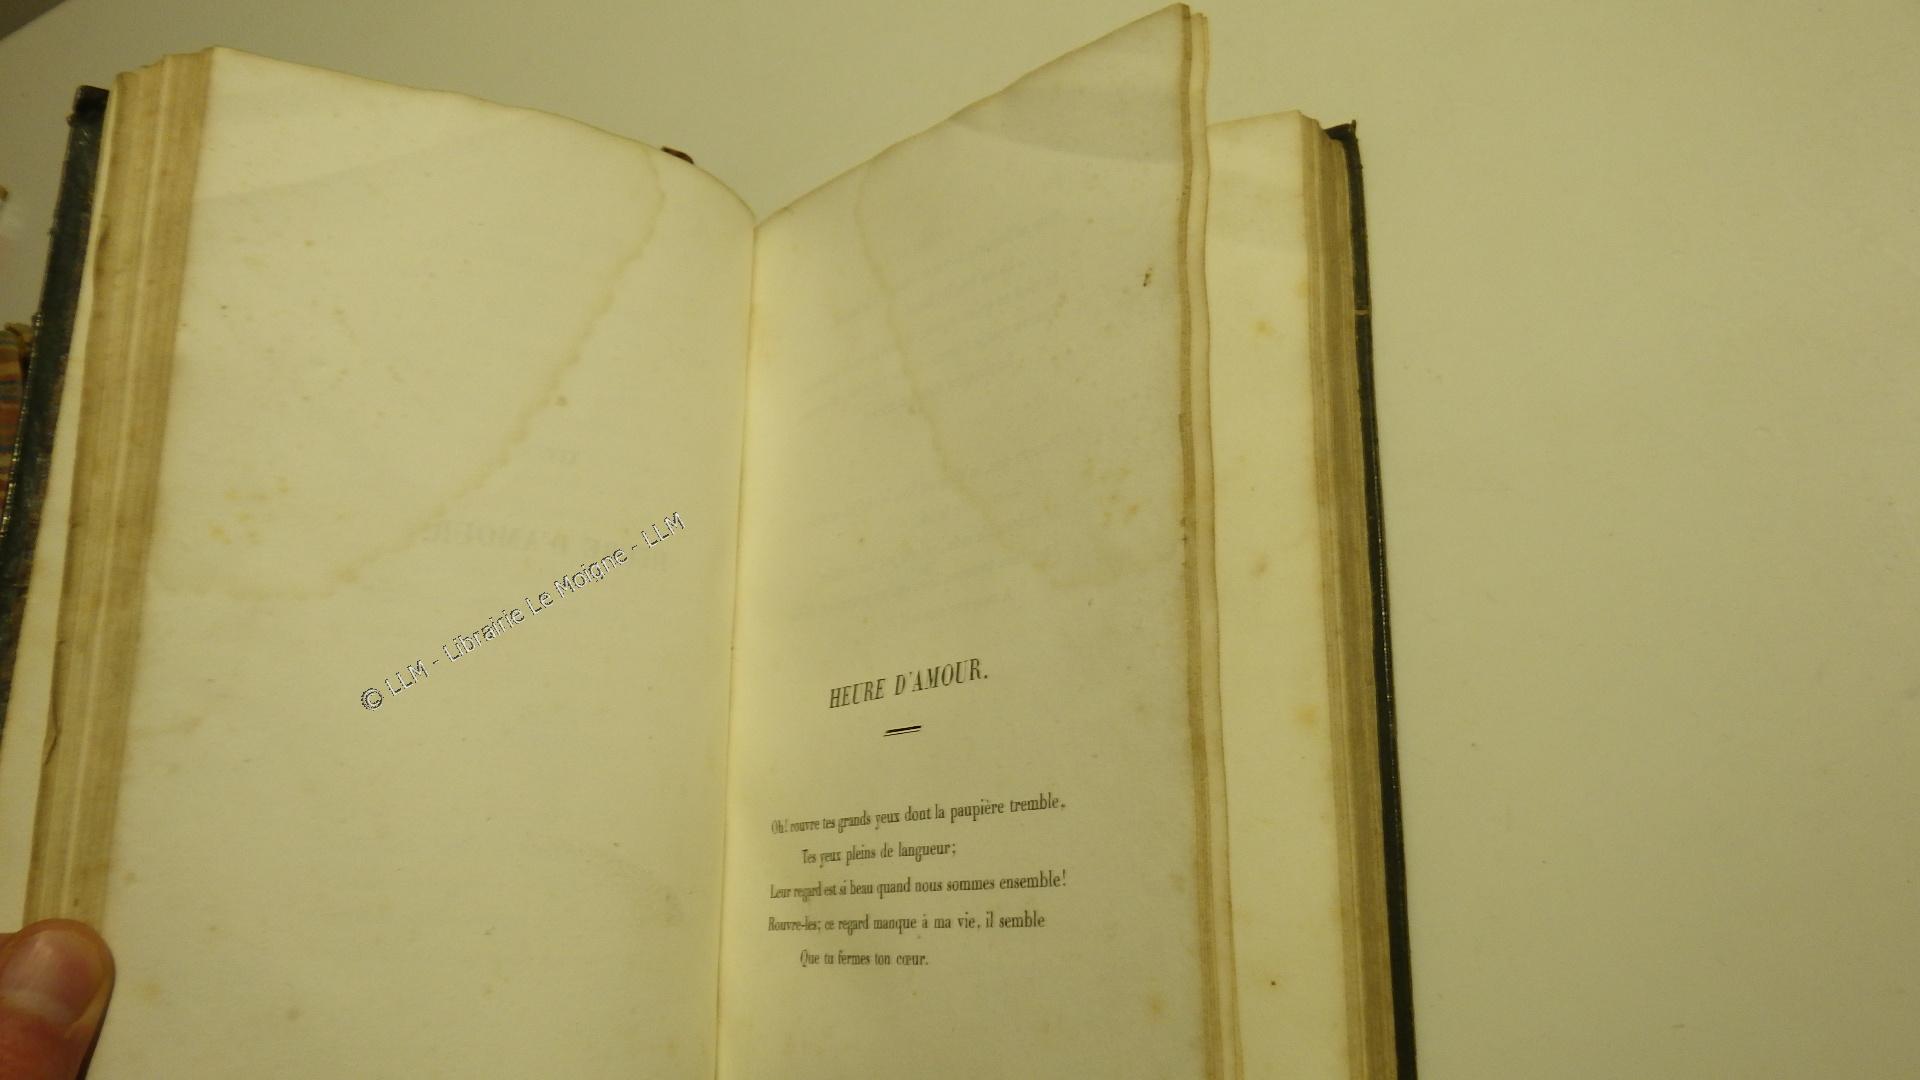 © LLM - Librairie Le Moigne - LLM
HEURE D'AMOUR.
Oh! rouvre tes grands yeux dont la paupière tremble,
Tes yeux pleins de langueur;
Leur regard est si beau quand nous sommes ensemble!
Rouvre-les; ce regard manque à ma vie, il semble
Que tu fermes ton cœur.